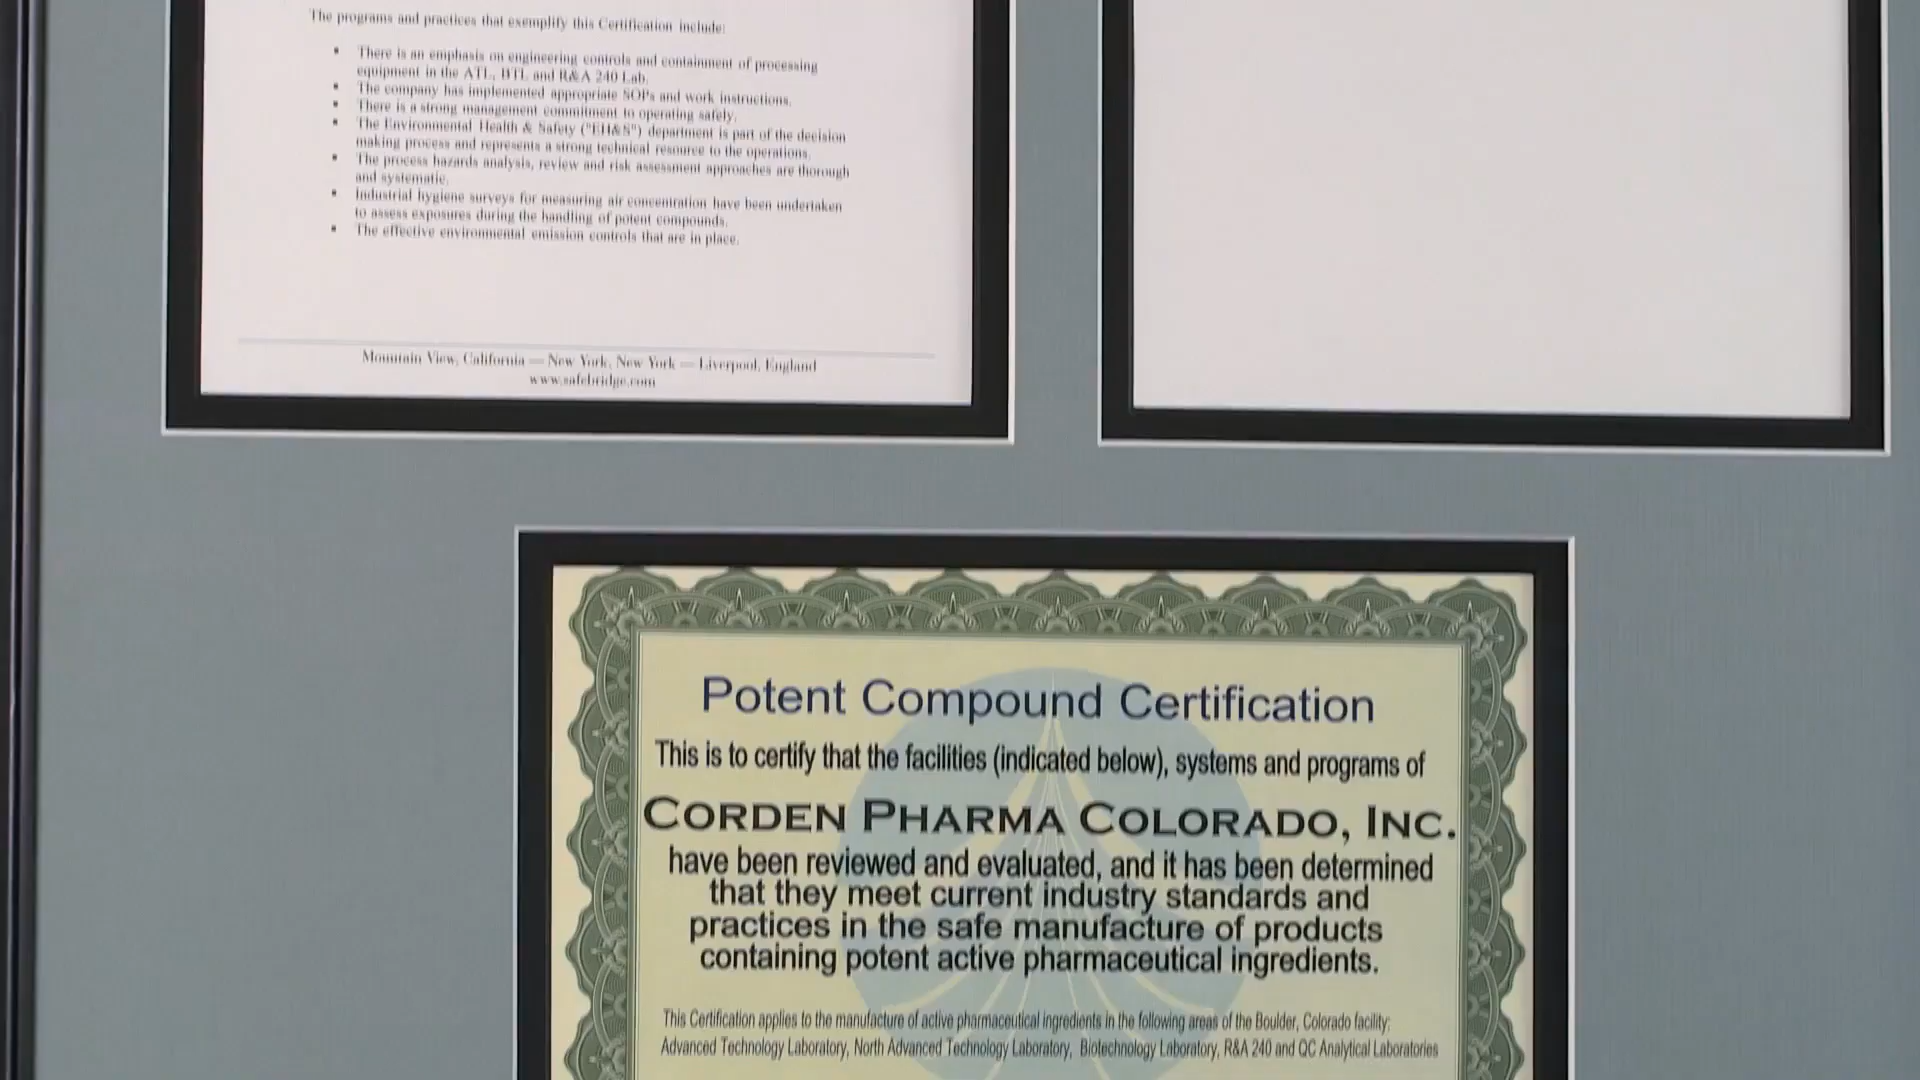 The programs and practices that exemplify this Certification include:
• There is an emphasis on engineering controls and containment of processing
equipment in the ATL, BTL and R&A 240 Lab.
• The company has implemented appropriate SOPs and work instructions.
• There is a strong management commitment to operating safely.
• The Environmental Health & Safety ("EH&S") department is part of the decision
making process and represents a strong technical resource to the operations.
• The process hazards analysis, review and risk assessment approaches are thorough
and systematic.
• Industrial hygiene surveys for measuring air concentration have been undertaken
to assess exposures during the handling of potent compounds.
• The effective environmental emission controls that are in place.
Mountain View, California — New York, New York — Liverpool, England
www.safebridge.com
Potent Compound Certification
This is to certify that the facilities (indicated below), systems and programs of
CORDEN PHARMA COLORADO, INC.
have been reviewed and evaluated, and it has been determined
that they meet current industry standards and
practices in the safe manufacture of products
containing potent active pharmaceutical ingredients.
This Certification applies to the manufacture of active pharmaceutical ingredients in the following areas of the Boulder, Colorado facility:
Advanced Technology Laboratory, North Advanced Technology Laboratory, Biotechnology Laboratory, R&A 240 and QC Analytical Laboratories